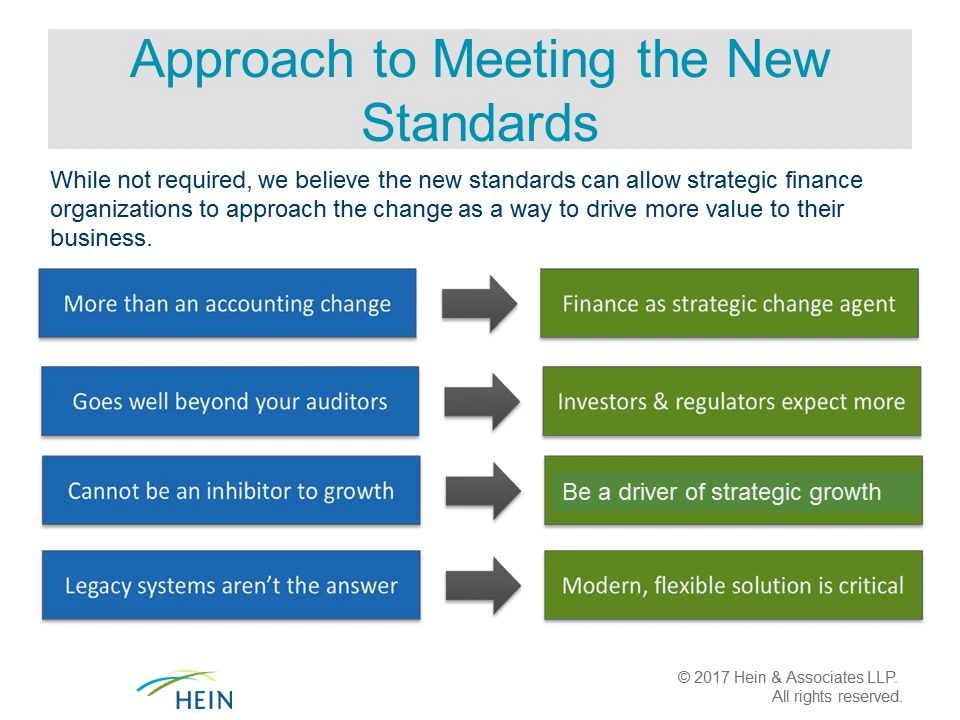 Approach to Meeting the New
Standards
While not required, we believe the new standards can allow strategic finance
organizations to approach the change as a way to drive more value to their
business.
More than an accounting change
Finance as strategic change agent
Goes well beyond your auditors
Investors & regulators expect more
Cannot be an inhibitor to growth
Be a driver of strategic growth
Legacy systems aren’t the answer
Modern, flexible solution is critical
HEIN
© 2017 Hein & Associates LLP.
All rights reserved.